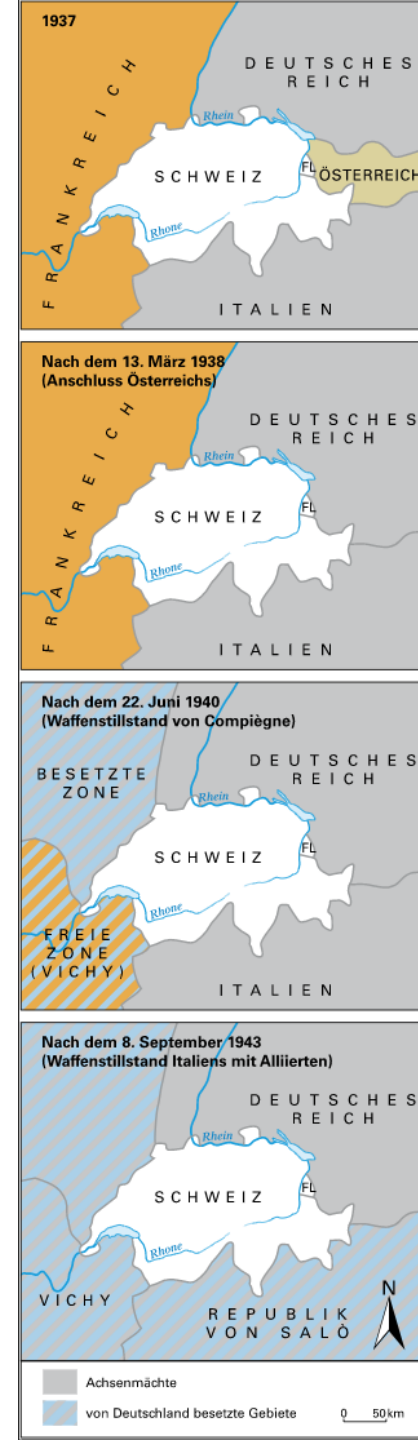 1937
DEUTSCHES
REICH
FRANKREICH
Rhein
SCHWEIZ
FL
ÖSTERREICH
Rhone
ITALIEN
Nach dem 13. März 1938
(Anschluss Österreichs)
DEUTSCHES
REICH
FRANKREICH
Rhein
SCHWEIZ
FL
Rhone
ITALIEN
Nach dem 22. Juni 1940
(Waffenstillstand von Compiègne)
DEUTSCHES
REICH
BESETZTE
ZONE
Rhein
SCHWEIZ
FL
Rhone
FREIE
ZONE
(VICHY)
ITALIEN
Nach dem 8. September 1943
(Waffenstillstand Italiens mit Alliierten)
DEUTSCHES
REICH
Rhein
SCHWEIZ
FL
Rhone
VICHY
REPUBLIK
VON SALÒ
N
Achsenmächte
von Deutschland besetzte Gebiete
0 50 km